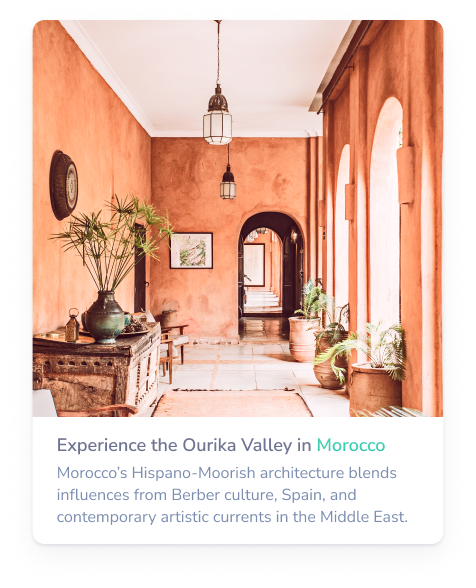 Experience the Ourika Valley in Morocco
Morocco’s Hispano-Moorish architecture blends
influences from Berber culture, Spain, and
contemporary artistic currents in the Middle East.